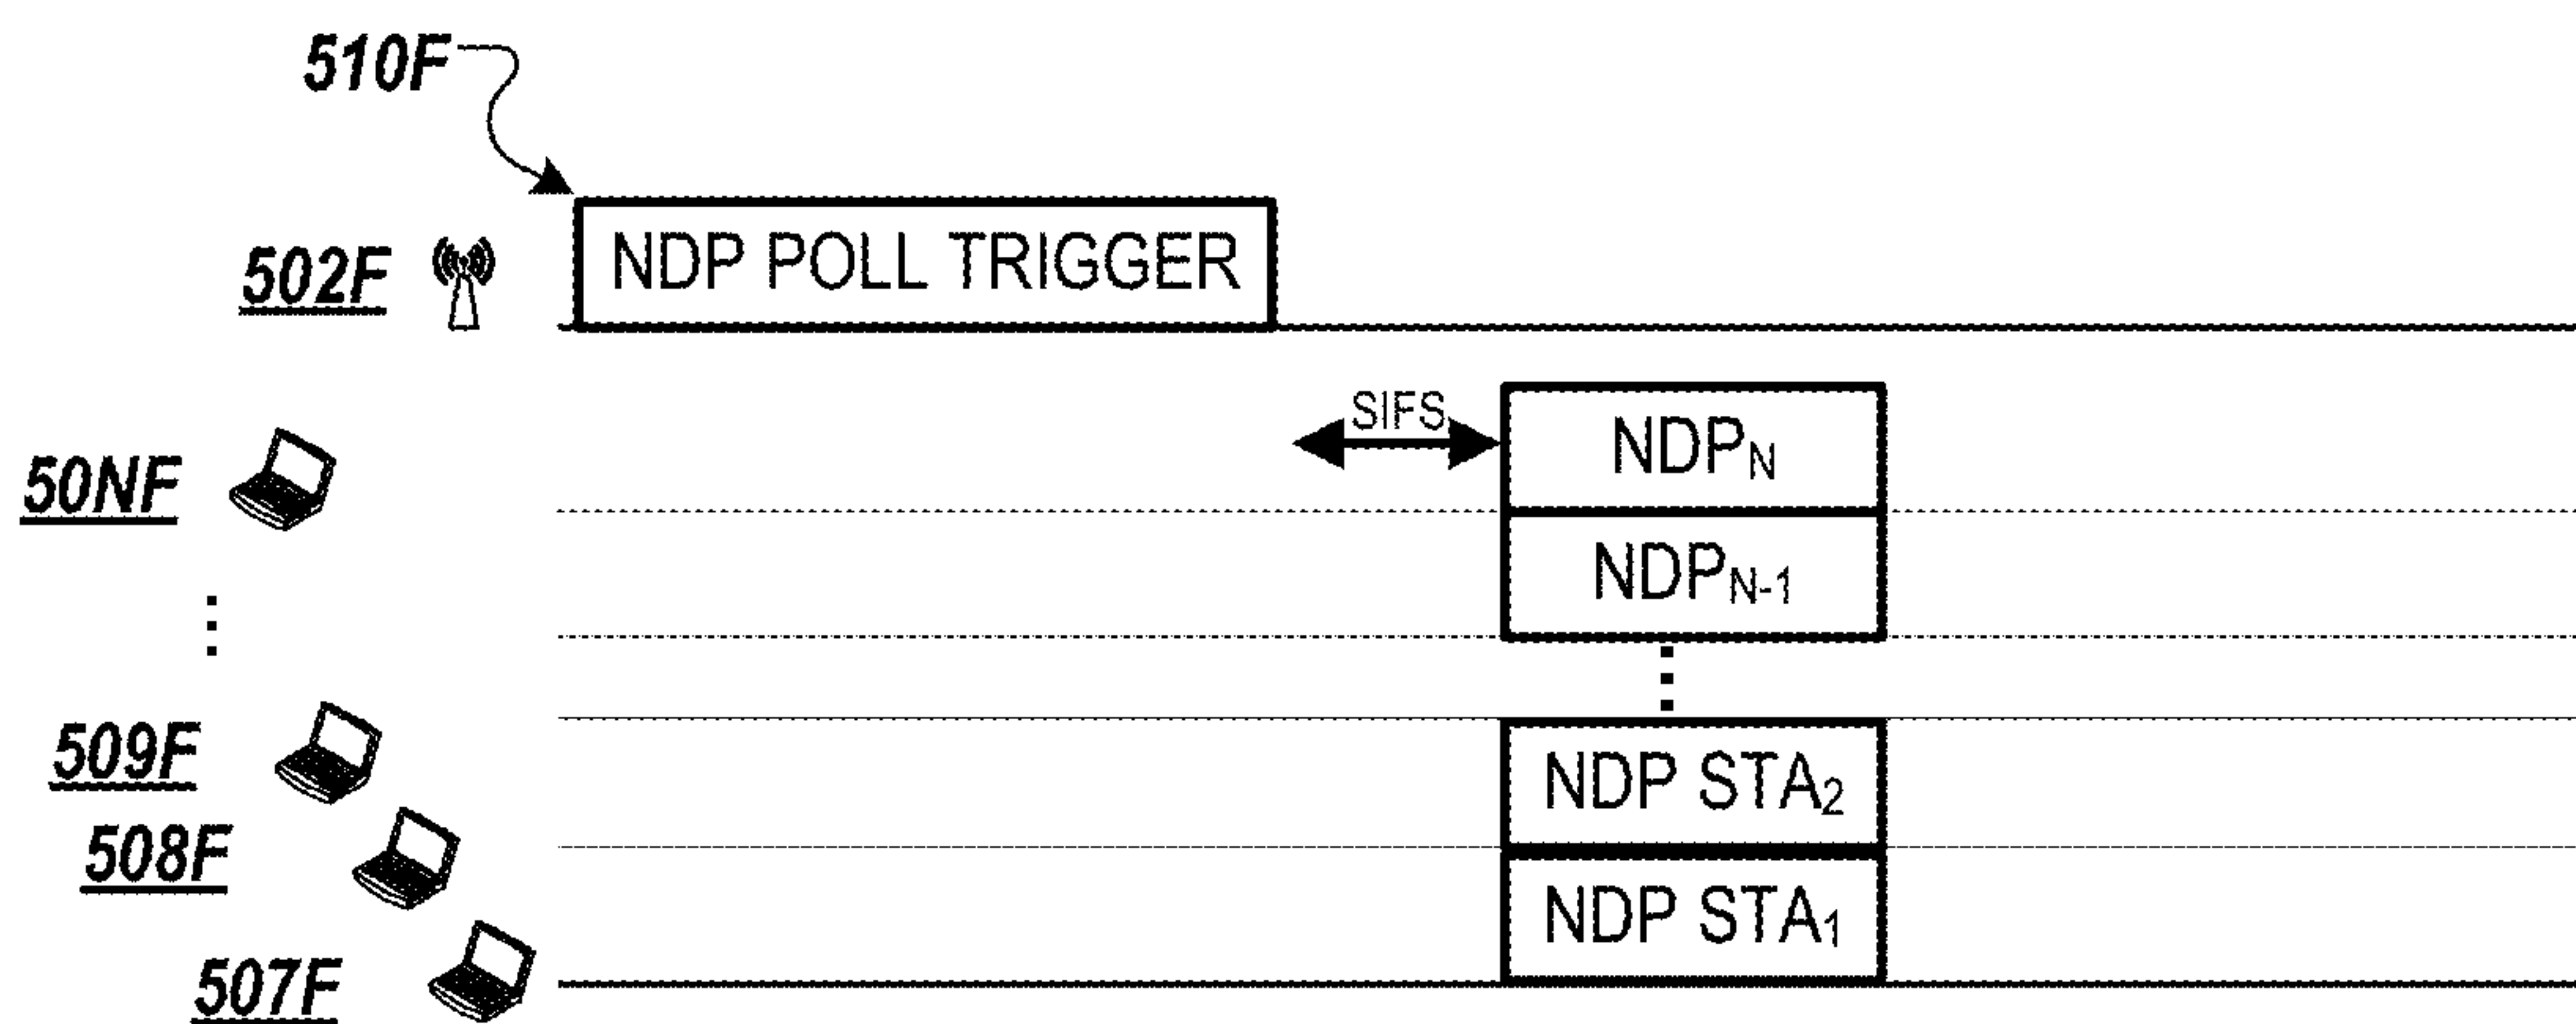 510F
502F
NDP POLL TRIGGER
SIFS
NDPN
50NF
NDPN-1
509F
NDP STA2
508F
NDP STA1
507F